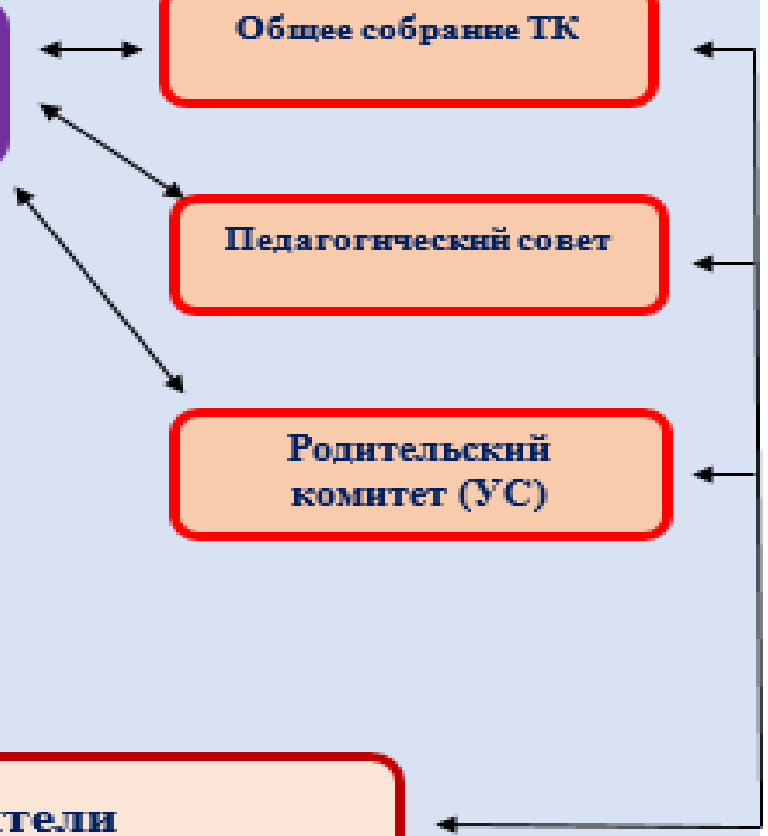 Общее собрание ТК
Педагогический совет
Родительский
комитет (УС)